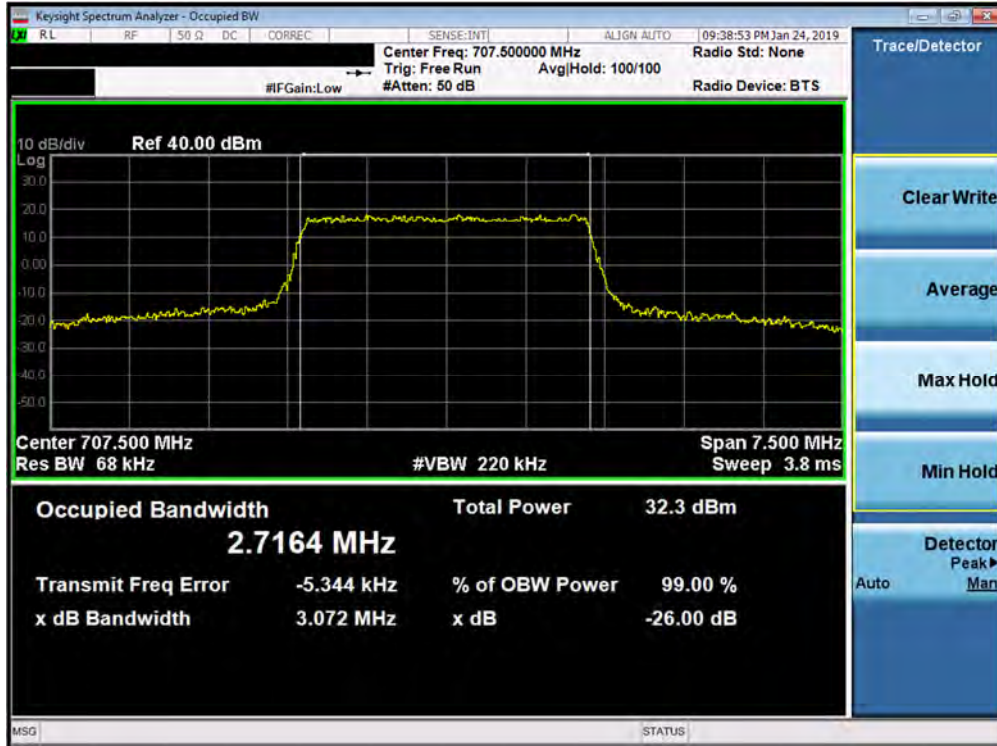 Keysight Spectrum Analyzer - Occupied BW
LXI RL RF 50 Ω DC CORREC SENSE:INT ALIGN AUTO 09:38:53 PM Jan 24, 2019
Center Freq: 707.500000 MHz Radio Std: None
Trig: Free Run Avg|Hold: 100/100
#IFGain:Low #Atten: 50 dB Radio Device: BTS
10 dB/div Ref 40.00 dBm
Log
30.0
20.0
10.0
0.00
-10.0
-20.0
-30.0
-40.0
-50.0
Center 707.500 MHz Span 7.500 MHz
Res BW 68 kHz #VBW 220 kHz Sweep 3.8 ms
Occupied Bandwidth Total Power 32.3 dBm
2.7164 MHz
Transmit Freq Error -5.344 kHz % of OBW Power 99.00 %
x dB Bandwidth 3.072 MHz x dB -26.00 dB
MSG STATUS
Trace/Detector
Clear Write
Average
Max Hold
Min Hold
Detector
Peak▶
Auto Man